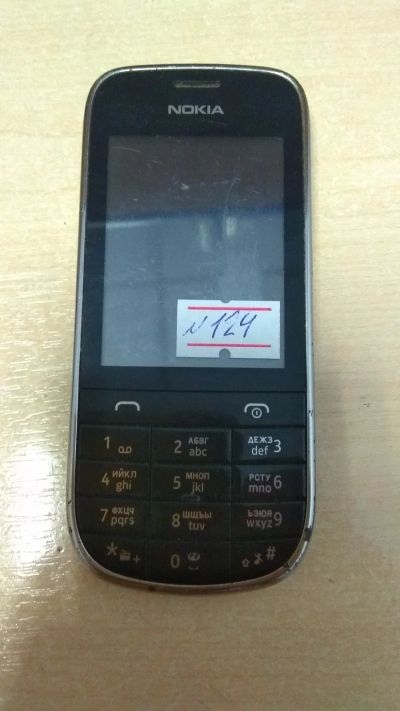 NOKIA
N 124
1
2 АБВГ abc
ДЕЖЗ def 3
4 ИЙКЛ ghi
5 МНОП jkl
РСТУ mno 6
7 ФХЦЧ pqrs
8 ШЩЪЫ tuv
ЬЭЮЯ wxyz 9
* +
0
#